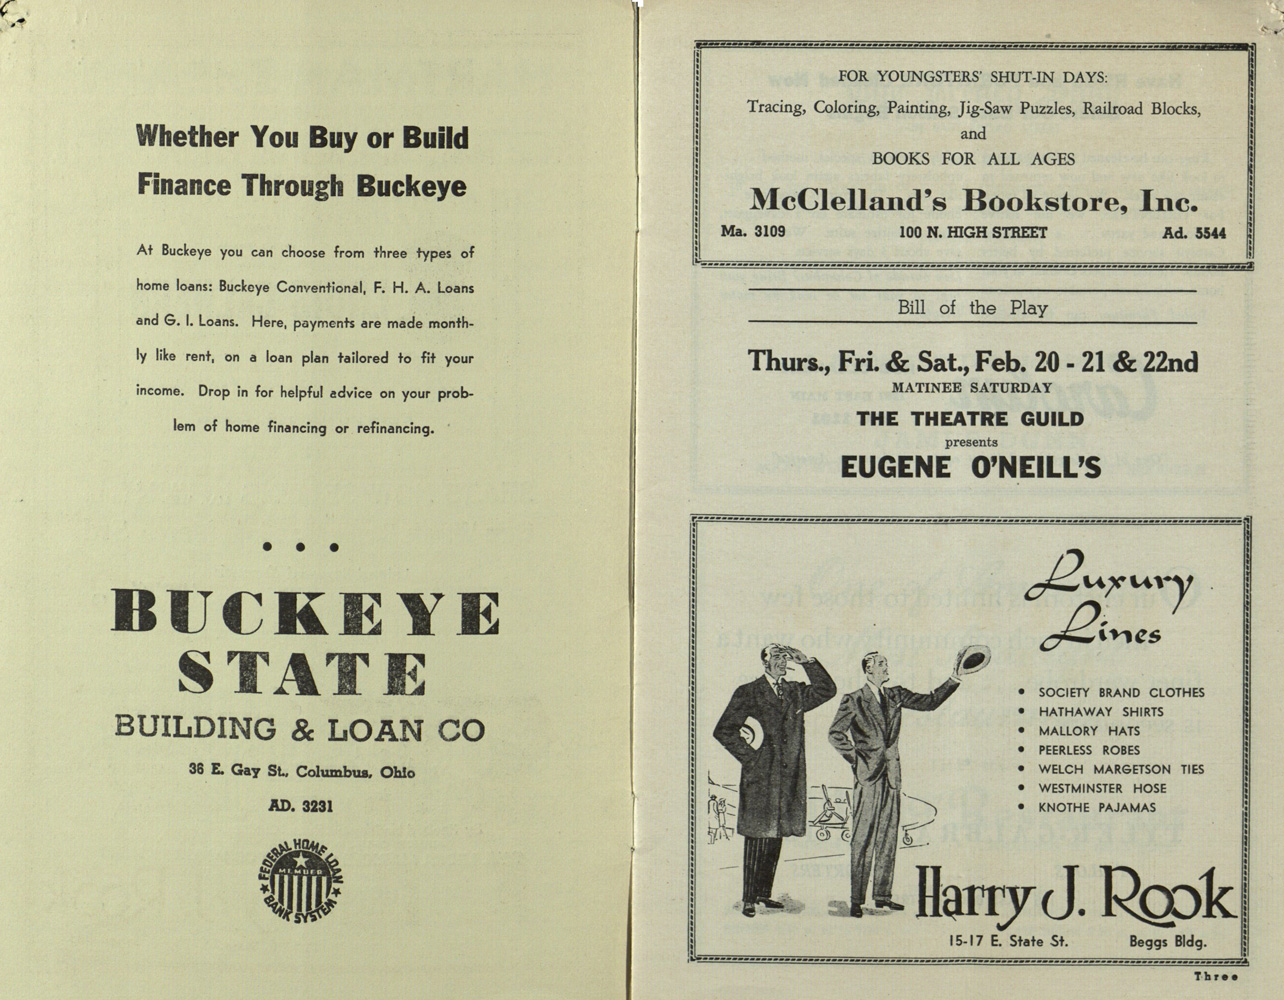 Whether You Buy or Build
Finance Through Buckeye
At Buckeye you can choose from three types of
home loans: Buckeye Conventional, F. H. A. Loans
and G. I. Loans. Here, payments are made month-
ly like rent, on a loan plan tailored to fit your
income. Drop in for helpful advice on your prob-
lem of home financing or refinancing.
• • •
BUCKEYE
STATE
BUILDING & LOAN CO
36 E. Gay St., Columbus, Ohio
AD. 3231
FEDERAL HOME LOAN
MEMBER
BANK SYSTEM
FOR YOUNGSTERS' SHUT-IN DAYS:
Tracing, Coloring, Painting, Jig-Saw Puzzles, Railroad Blocks,
and
BOOKS FOR ALL AGES
McClelland's Bookstore, Inc.
Ma. 3109 100 N. HIGH STREET Ad. 5544
Bill of the Play
Thurs., Fri. & Sat., Feb. 20 - 21 & 22nd
MATINEE SATURDAY
THE THEATRE GUILD
presents
EUGENE O'NEILL'S
Luxury
Lines
• SOCIETY BRAND CLOTHES
• HATHAWAY SHIRTS
• MALLORY HATS
• PEERLESS ROBES
• WELCH MARGETSON TIES
• WESTMINSTER HOSE
• KNOTHE PAJAMAS
Harry J. Rook
15-17 E. State St. Beggs Bldg.
Three